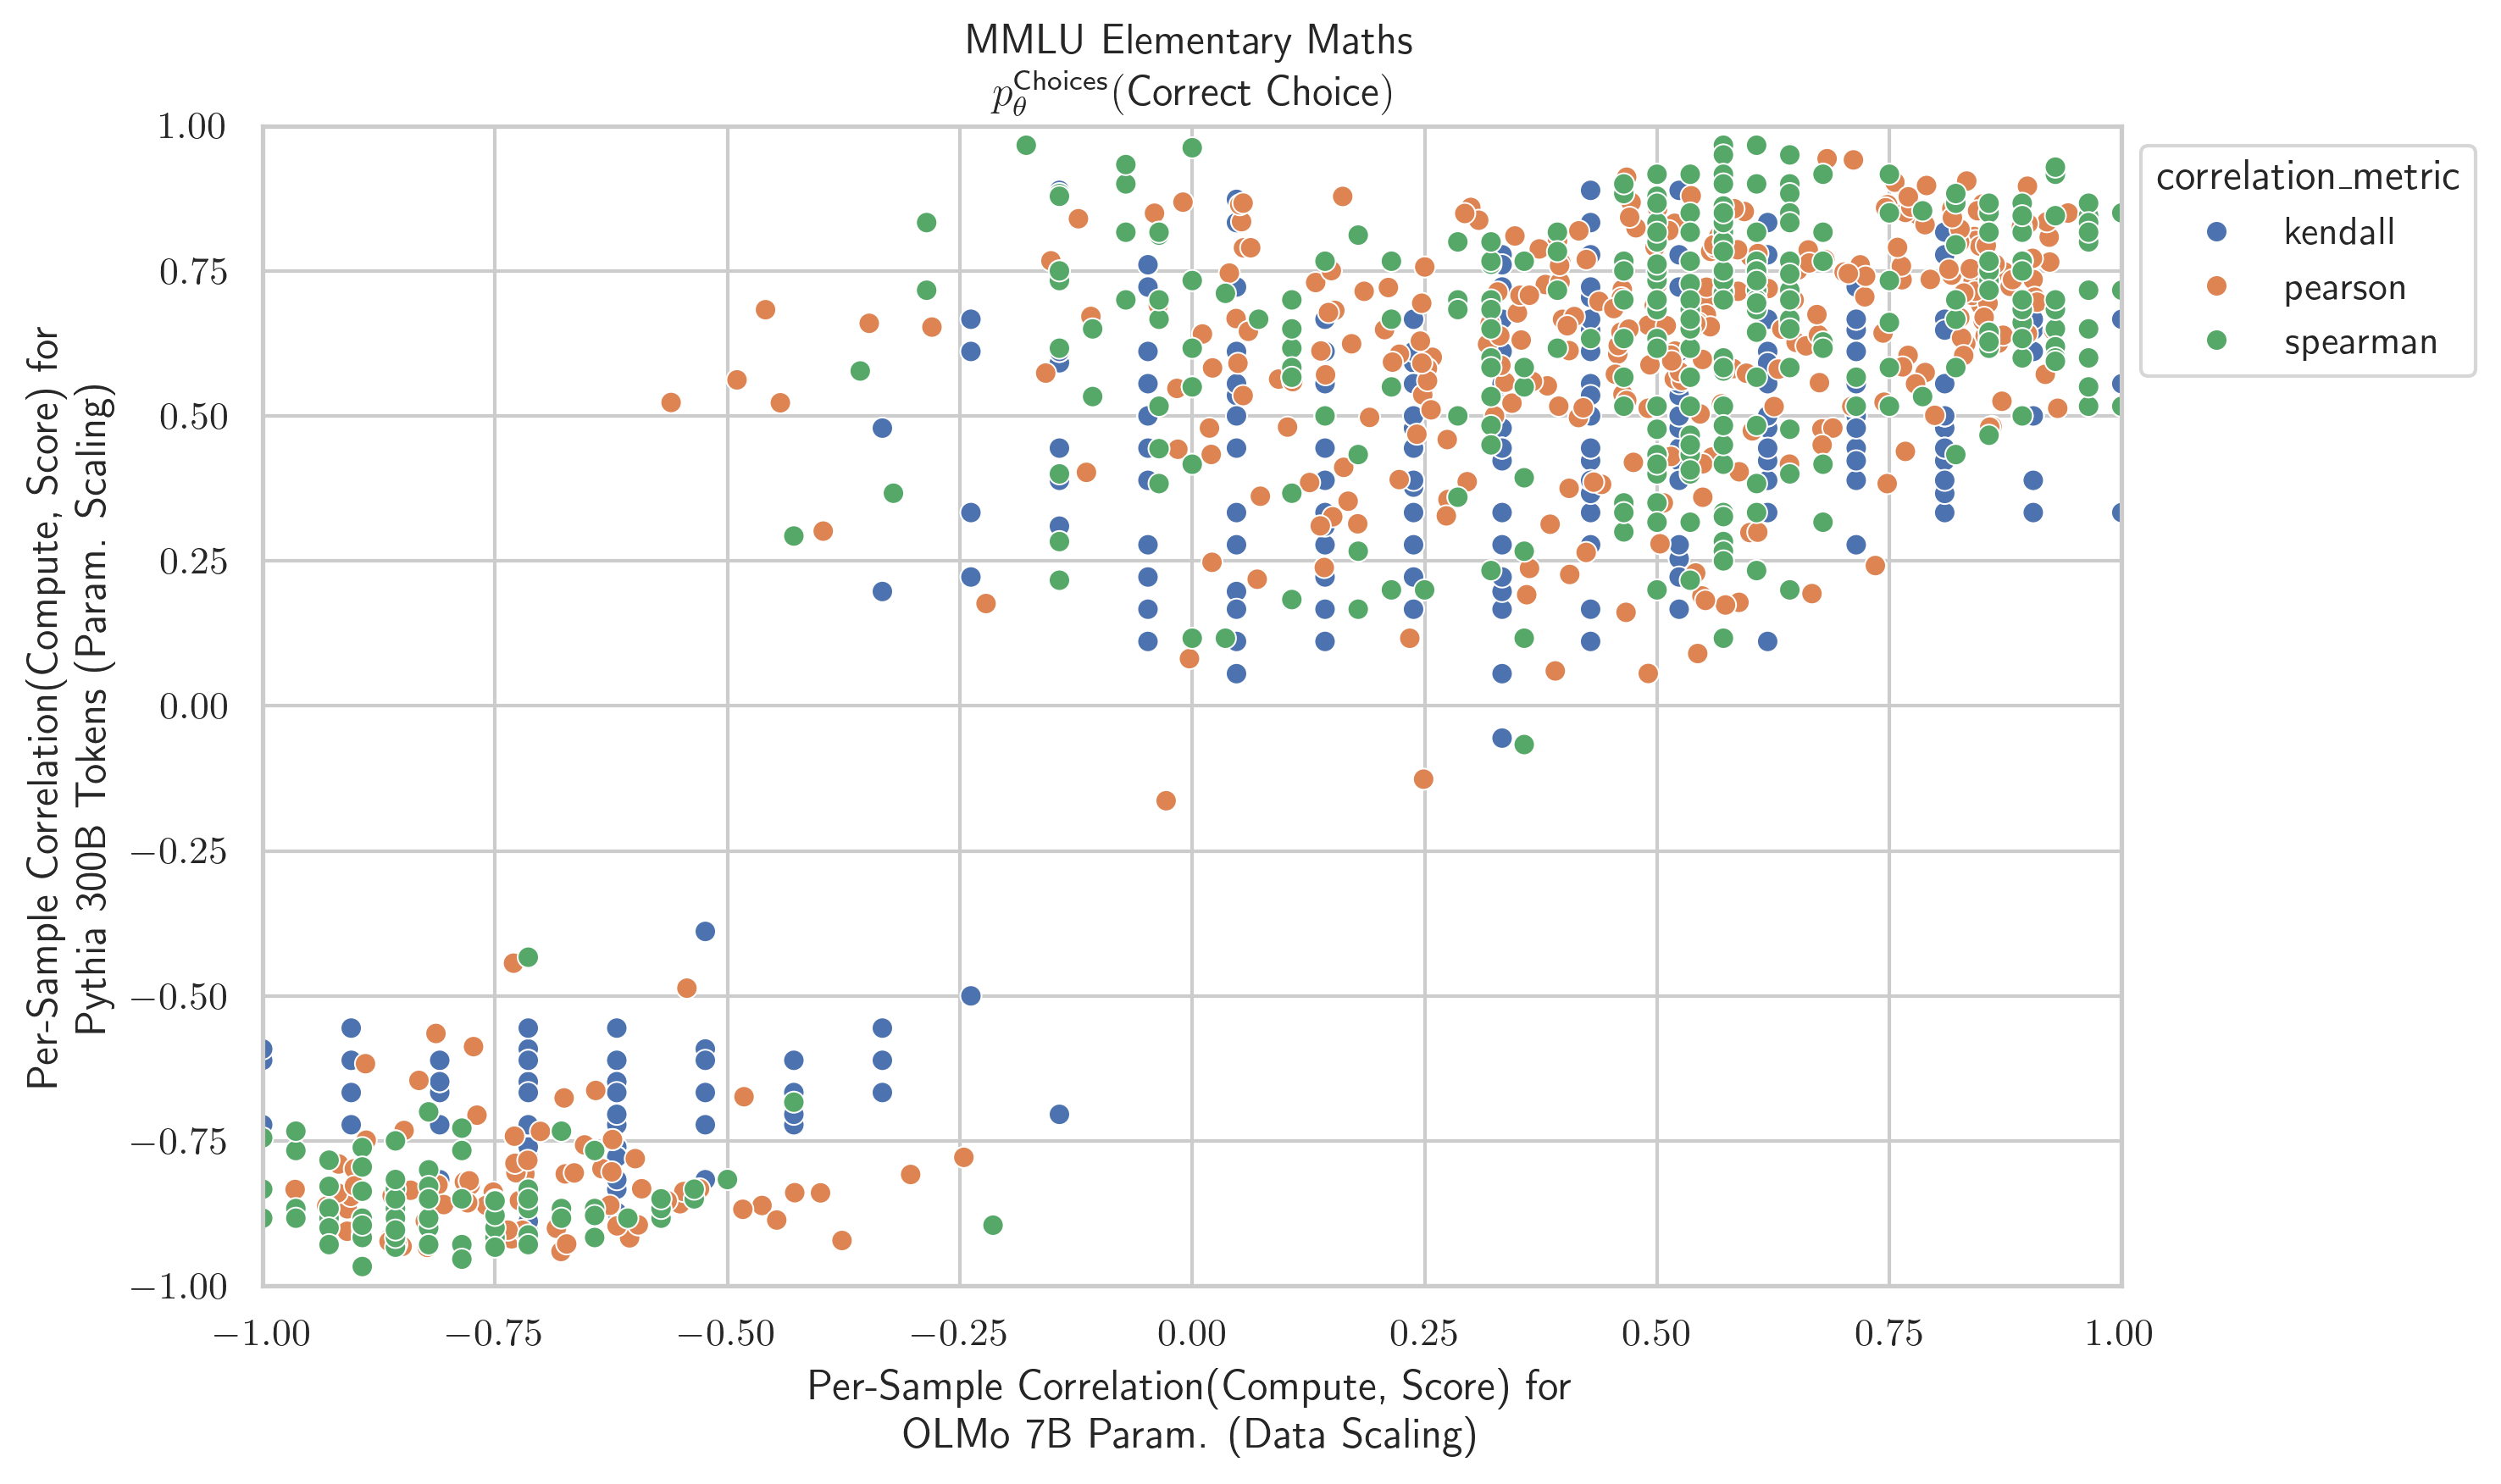 MMLU Elementary Maths
p_θ^Choices(Correct Choice)
Per-Sample Correlation(Compute, Score) for
Pythia 300B Tokens (Param. Scaling)
1.00
0.75
0.50
0.25
0.00
−0.25
−0.50
−0.75
−1.00
−1.00 −0.75 −0.50 −0.25 0.00 0.25 0.50 0.75 1.00
Per-Sample Correlation(Compute, Score) for
OLMo 7B Param. (Data Scaling)
correlation_metric
kendall
pearson
spearman